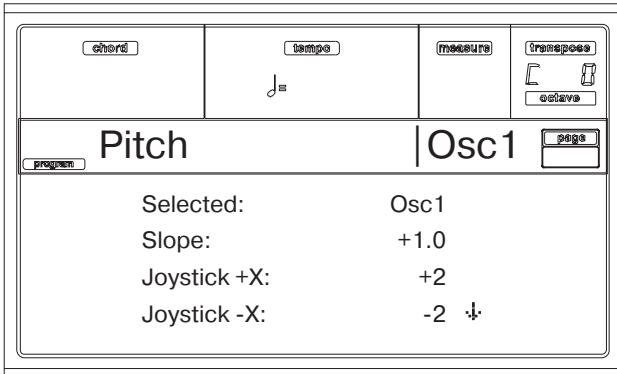 chord tempo measure transpose
♩=
C 0
octave
Pitch |Osc1 page
program
Selected: Osc1
Slope: +1.0
Joystick +X: +2
Joystick -X: -2